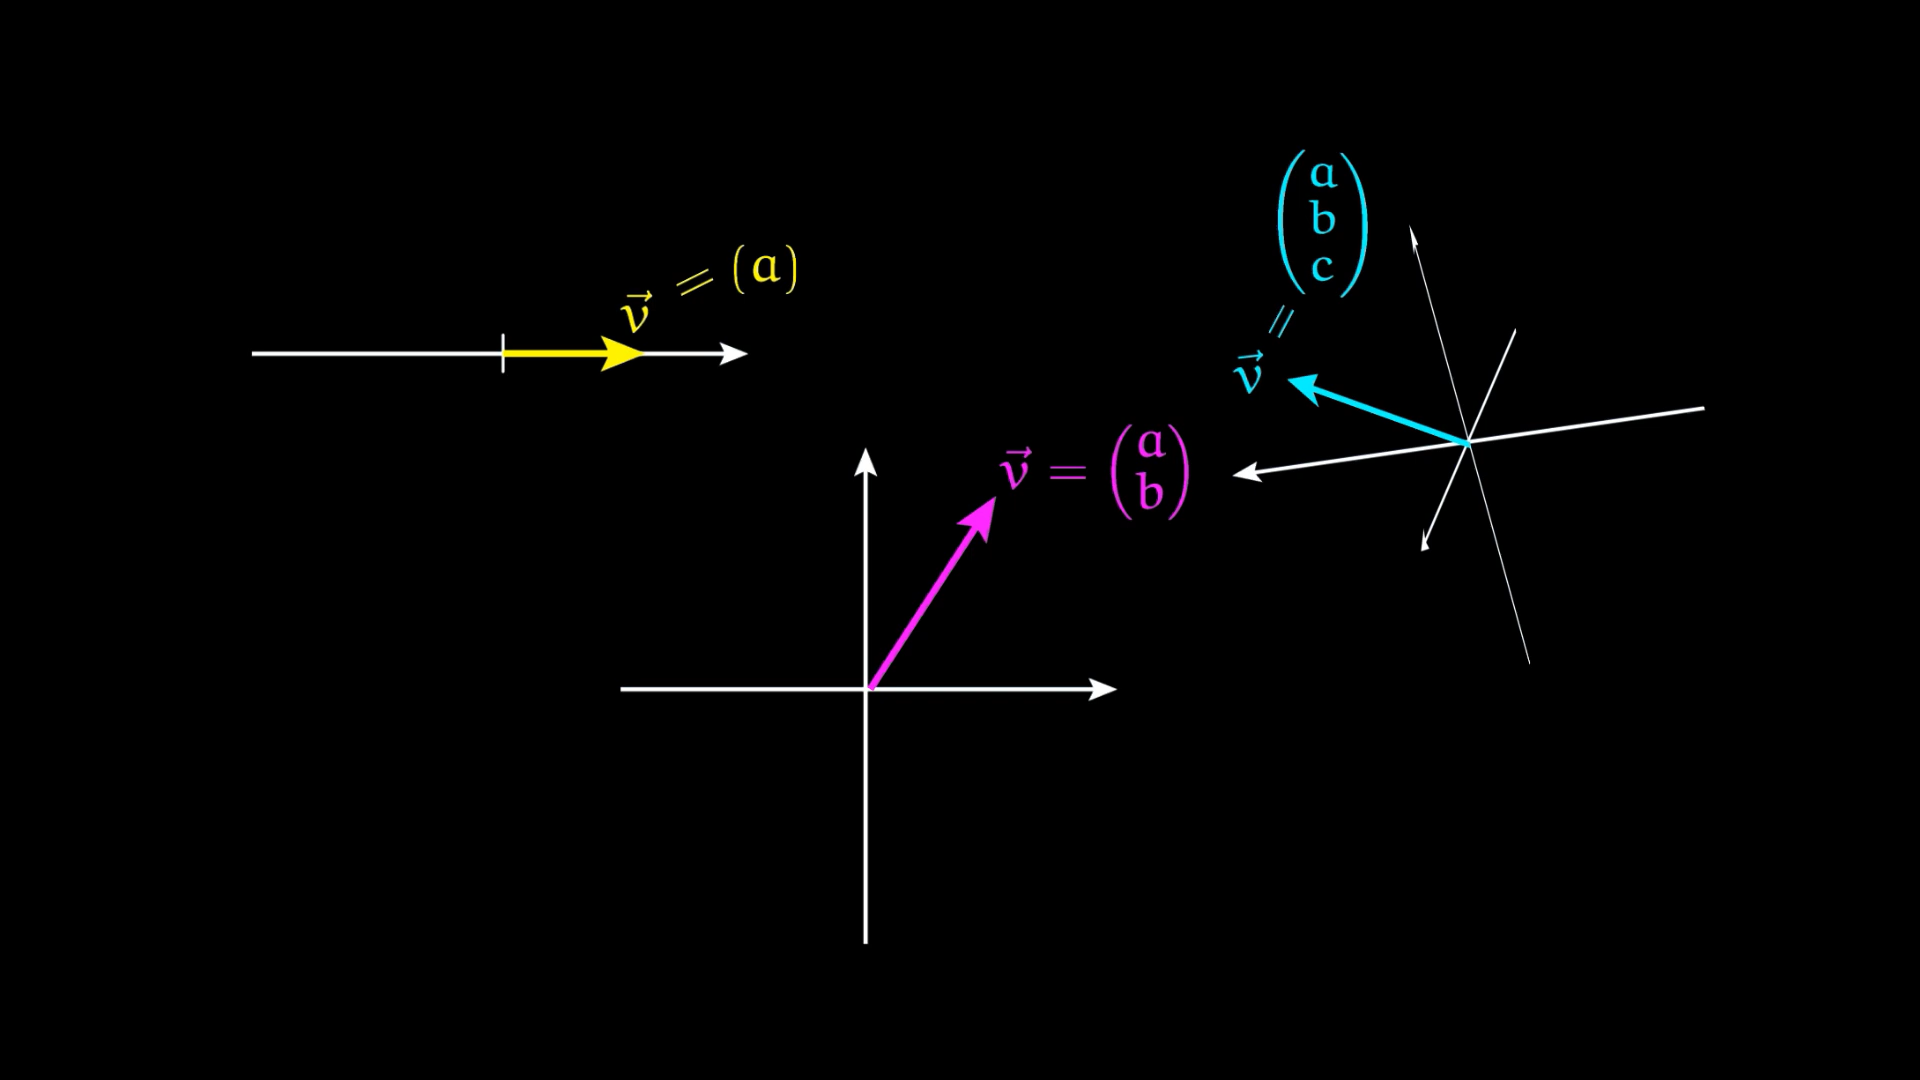 v⃗ = (a)
v⃗ = (a
b)
v⃗ = (a
b
c)